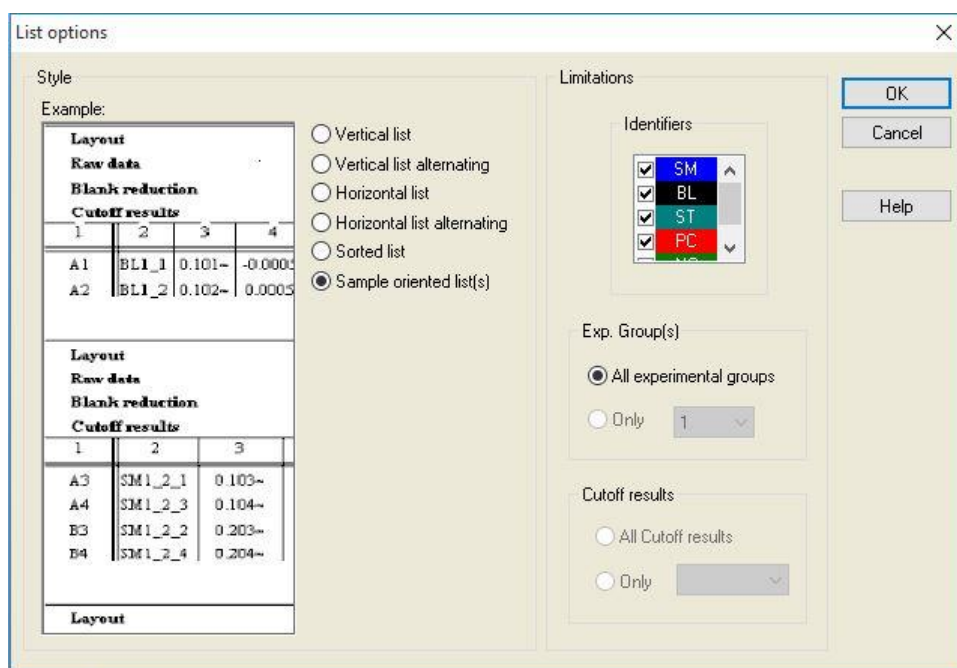 List options
Style
Example:
Layout
Raw data
Blank reduction
Cutoff results
1 2 3 4
A1 BL1_1 0.101~ -0.0005
A2 BL1_2 0.102~ 0.0005
Layout
Raw data
Blank reduction
Cutoff results
1 2 3
A3 SM1_2_1 0.103~
A4 SM1_2_3 0.104~
B3 SM1_2_2 0.203~
B4 SM1_2_4 0.204~
Layout
Vertical list
Vertical list alternating
Horizontal list
Horizontal list alternating
Sorted list
Sample oriented list(s)
Limitations
Identifiers
SM
BL
ST
PC
Exp. Group(s)
All experimental groups
Only 1
Cutoff results
All Cutoff results
Only
OK
Cancel
Help